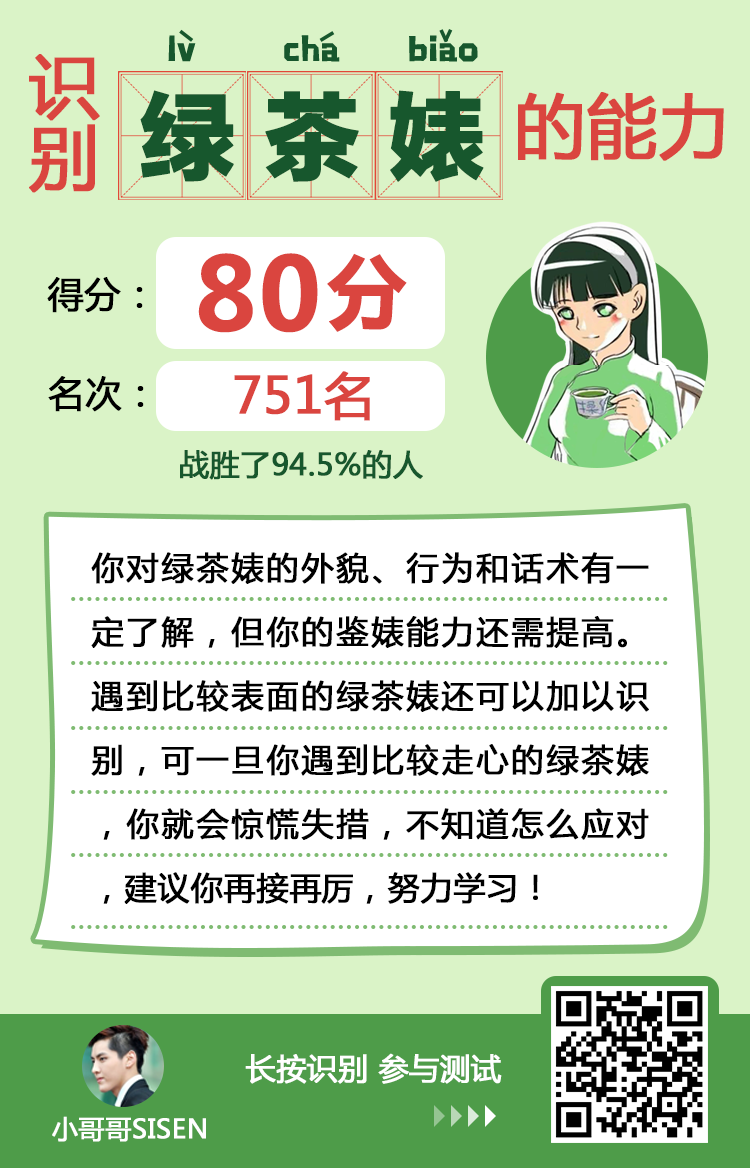 lǜ chá biǎo
识别绿茶婊的能力
得分：80分
名次：751名
战胜了94.5%的人
你对绿茶婊的外貌、行为和话术有一
定了解，但你的鉴婊能力还需提高。
遇到比较表面的绿茶婊还可以加以识
别，可一旦你遇到比较走心的绿茶婊
，你就会惊慌失措，不知道怎么应对
，建议你再接再厉，努力学习！
长按识别 参与测试
小哥哥SISEN